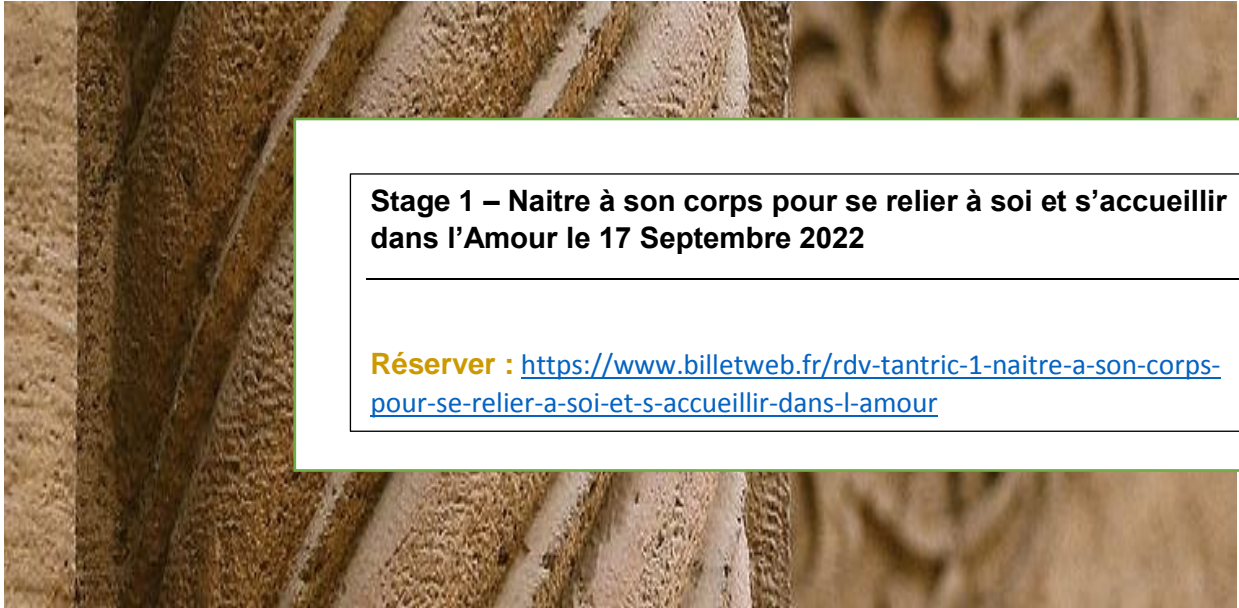 Stage 1 – Naitre à son corps pour se relier à soi et s’accueillir
dans l’Amour le 17 Septembre 2022
Réserver : https://www.billetweb.fr/rdv-tantric-1-naitre-a-son-corps-
pour-se-relier-a-soi-et-s-accueillir-dans-l-amour